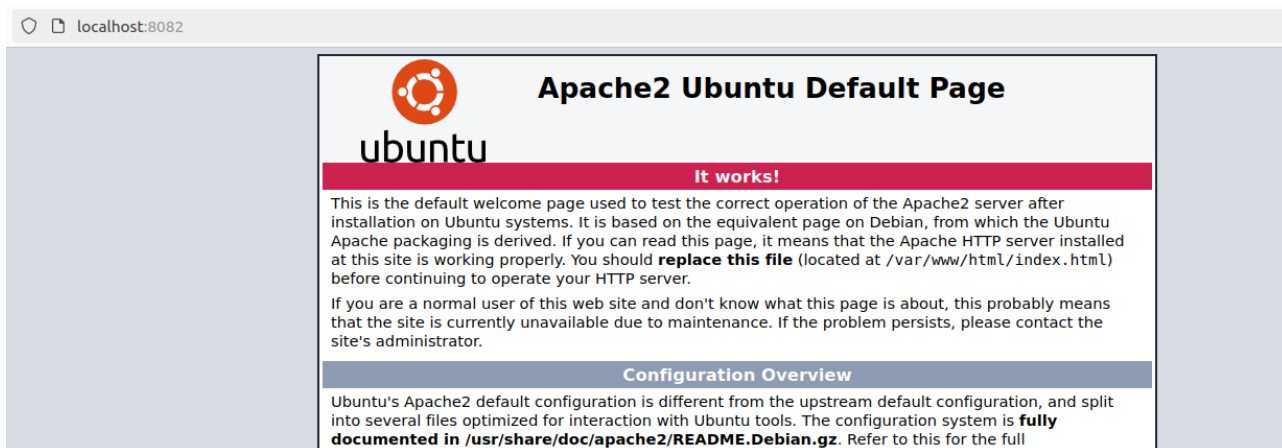 localhost:8082
Apache2 Ubuntu Default Page
ubuntu
It works!
This is the default welcome page used to test the correct operation of the Apache2 server after
installation on Ubuntu systems. It is based on the equivalent page on Debian, from which the Ubuntu
Apache packaging is derived. If you can read this page, it means that the Apache HTTP server installed
at this site is working properly. You should replace this file (located at /var/www/html/index.html)
before continuing to operate your HTTP server.
If you are a normal user of this web site and don't know what this page is about, this probably means
that the site is currently unavailable due to maintenance. If the problem persists, please contact the
site's administrator.
Configuration Overview
Ubuntu's Apache2 default configuration is different from the upstream default configuration, and split
into several files optimized for interaction with Ubuntu tools. The configuration system is fully
documented in /usr/share/doc/apache2/README.Debian.gz. Refer to this for the full